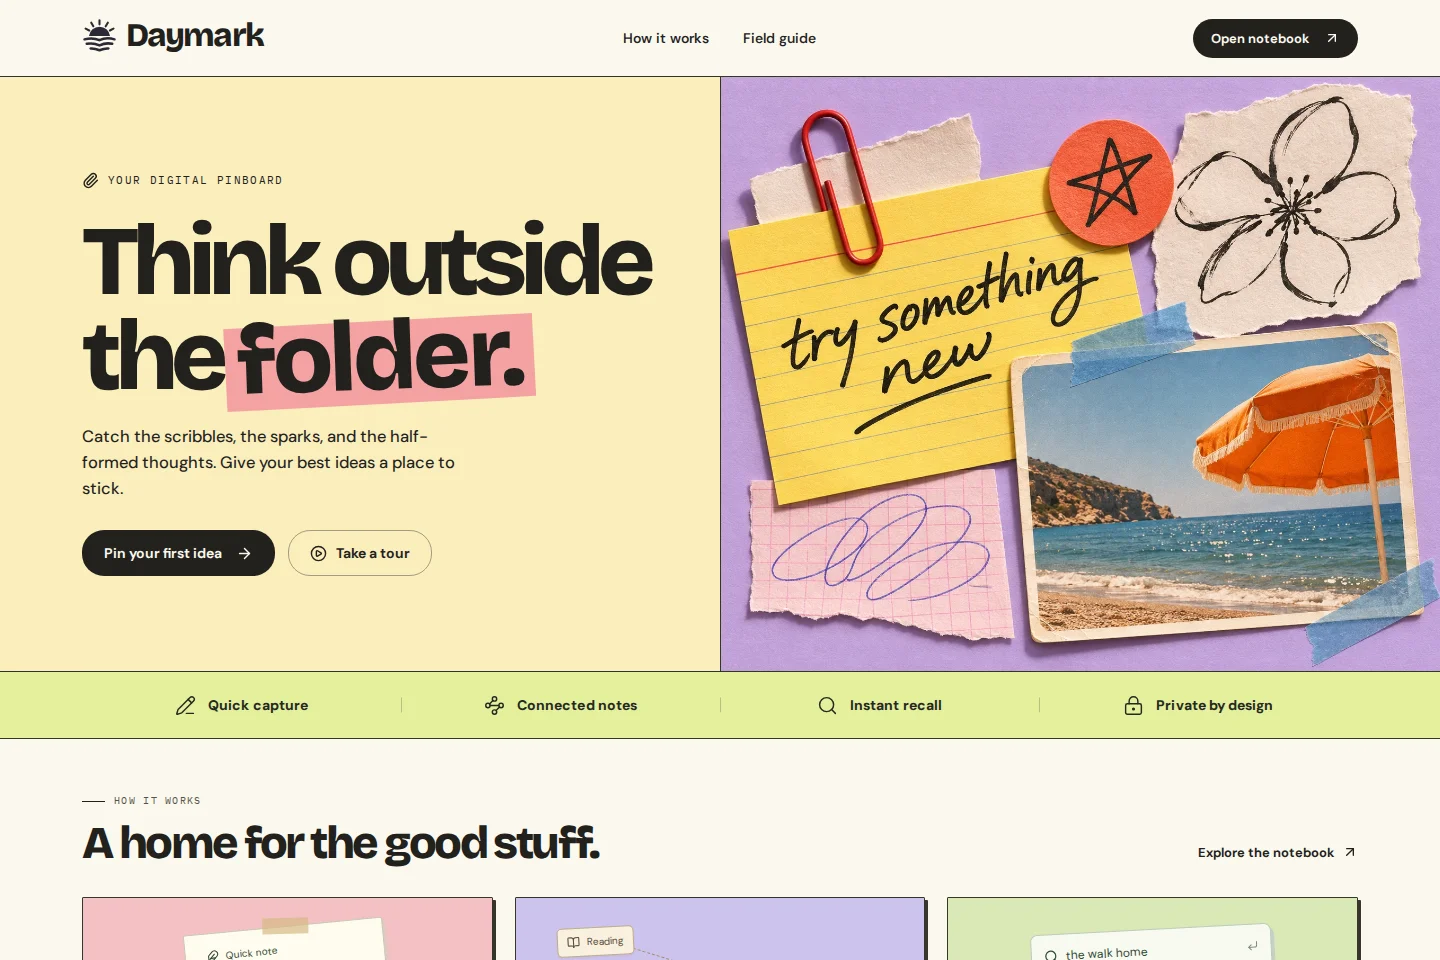 Daymark
How it works
Field guide
Open notebook
YOUR DIGITAL PINBOARD
Think outside
the folder.
Catch the scribbles, the sparks, and the half-
formed thoughts. Give your best ideas a place to
stick.
Pin your first idea
Take a tour
try something
new
Quick capture
Connected notes
Instant recall
Private by design
HOW IT WORKS
A home for the good stuff.
Explore the notebook
Quick note
Reading
the walk home